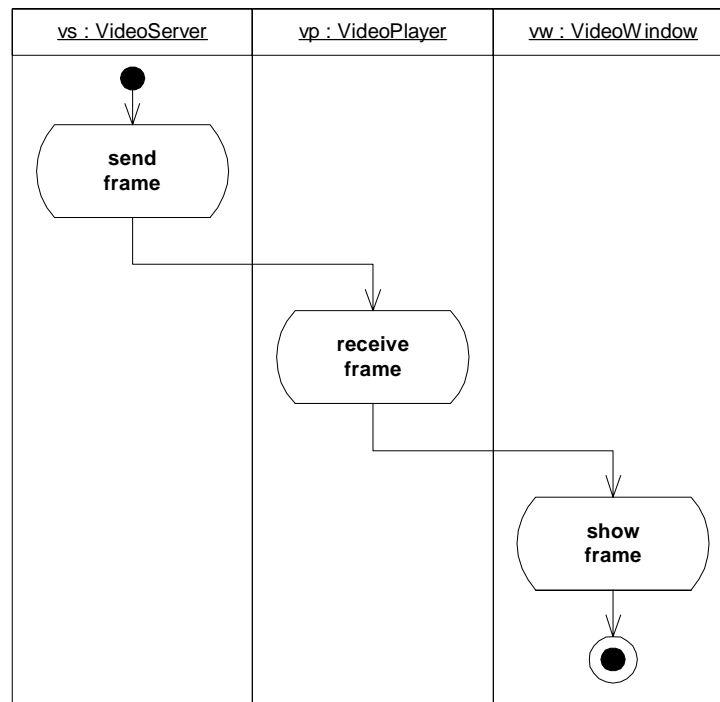 vs : VideoServer
vp : VideoPlayer
vw : VideoWindow
send
frame
receive
frame
show
frame